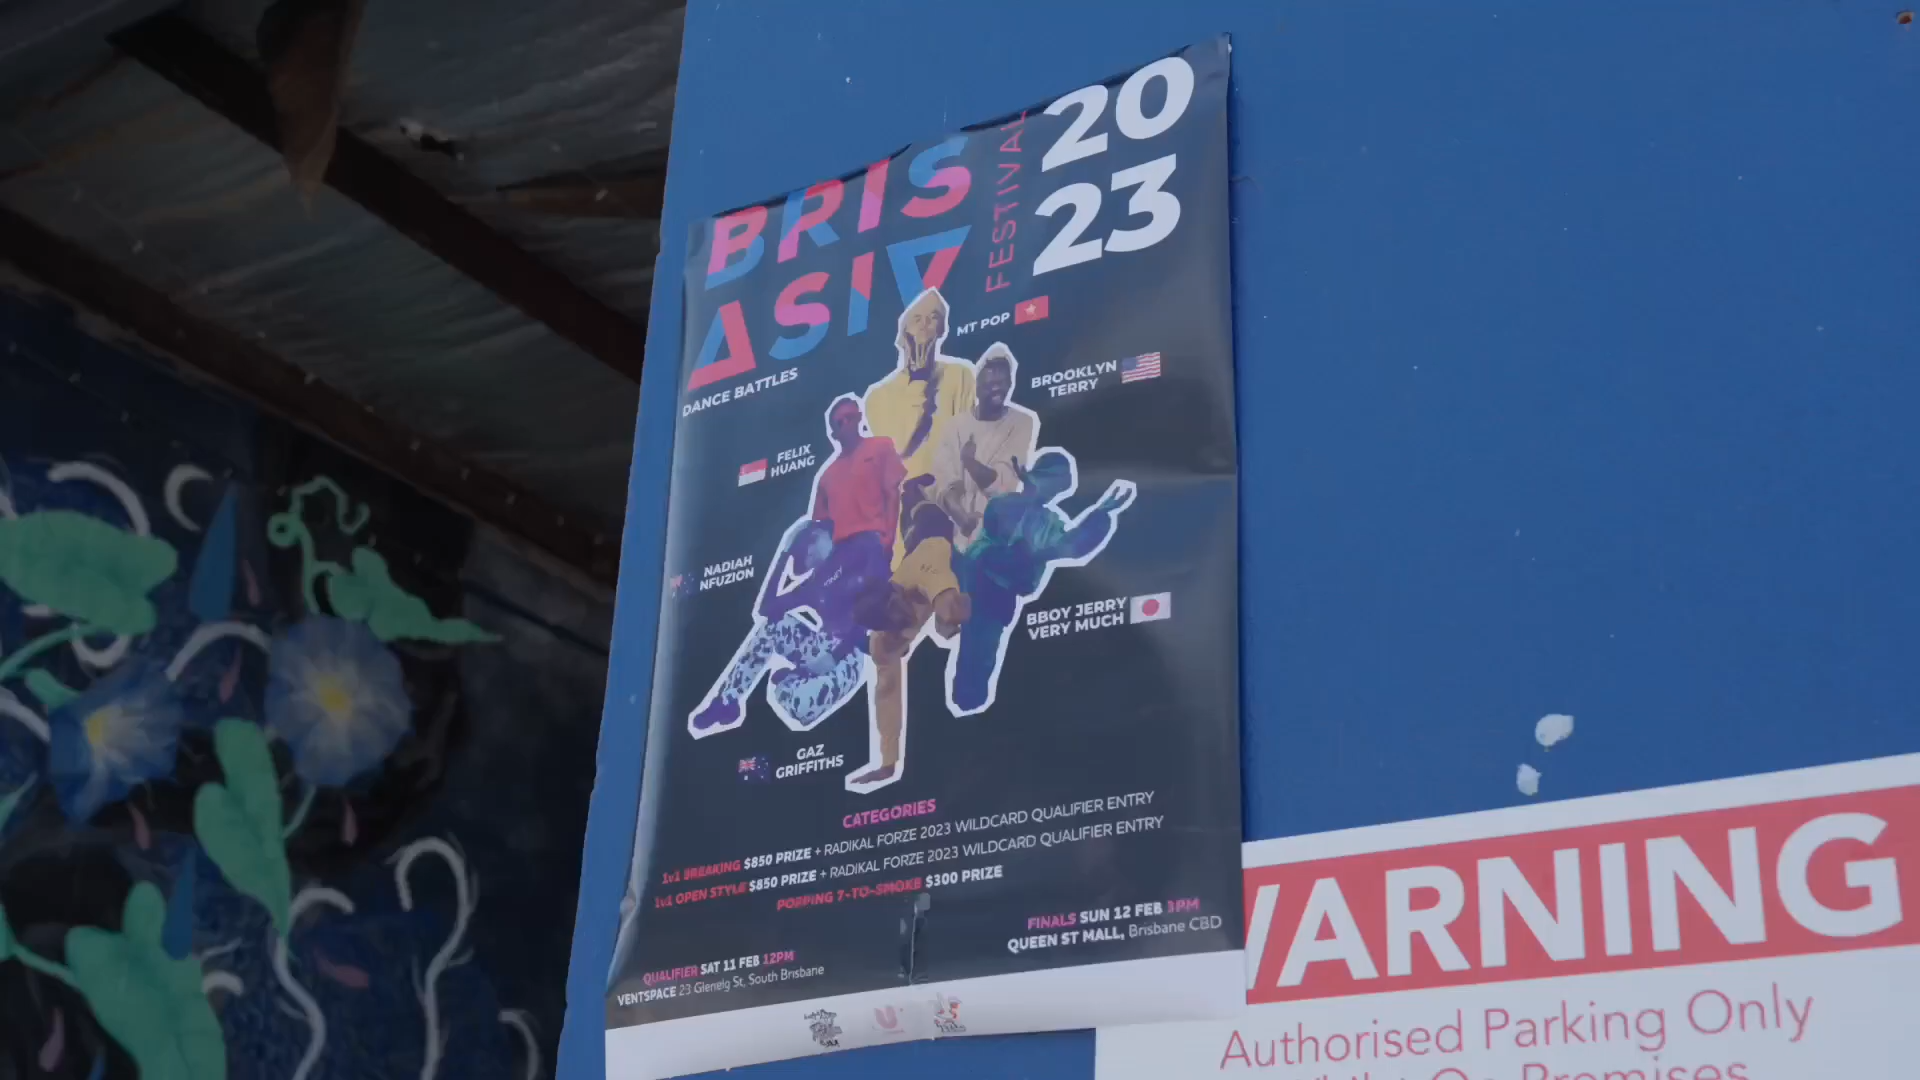 BRIS
ASIA
FESTIVAL
20
23
DANCE BATTLES
MT POP
BROOKLYN
TERRY
FELIX
HUANG
NADIAH
NFUZION
BBOY JERRY
VERY MUCH
GAZ
GRIFFITHS
CATEGORIES
1v1 BREAKING $850 PRIZE + RADIKAL FORZE 2023 WILDCARD QUALIFIER ENTRY
1v1 OPEN STYLE $850 PRIZE + RADIKAL FORZE 2023 WILDCARD QUALIFIER ENTRY
POPPING 7-TO-SMOKE $300 PRIZE
FINALS SUN 12 FEB 3PM
QUEEN ST MALL, Brisbane CBD
QUALIFIER SAT 11 FEB 12PM
VENTSPACE 23 Glenelg St, South Brisbane
WARNING
Authorised Parking Only
On Premises